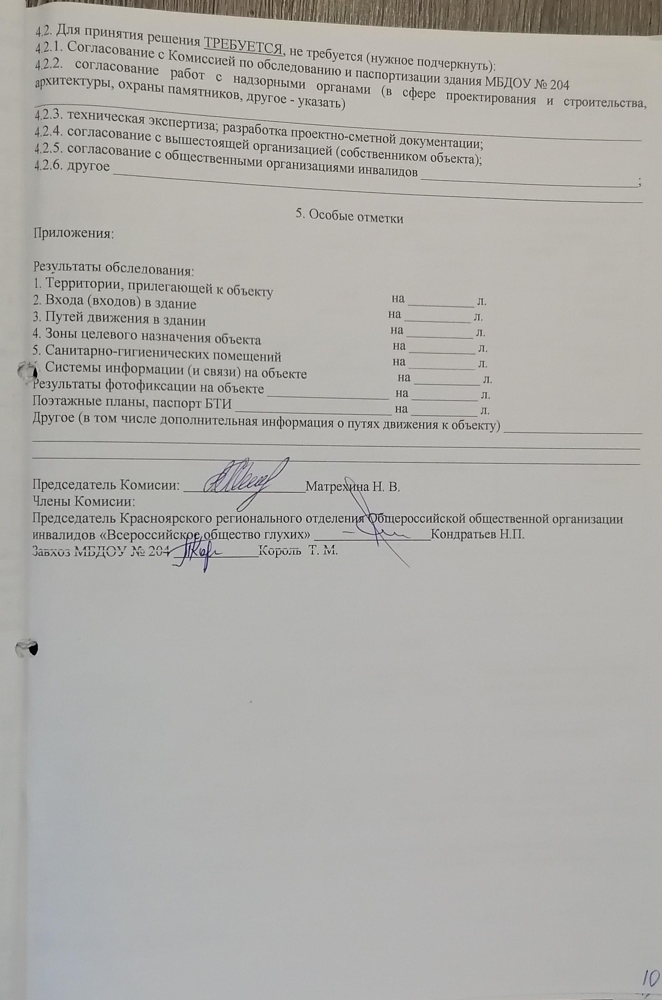 4.2. Для принятия решения ТРЕБУЕТСЯ, не требуется (нужное подчеркнуть):
4.2.1. Согласование с Комиссией по обследованию и паспортизации здания МБДОУ № 204
4.2.2. согласование работ с надзорными органами (в сфере проектирования и строительства,
архитектуры, охраны памятников, другое - указать)
4.2.3. техническая экспертиза; разработка проектно-сметной документации;
4.2.4. согласование с вышестоящей организацией (собственником объекта);
4.2.5. согласование с общественными организациями инвалидов ;
4.2.6. другое
5. Особые отметки
Приложения:
Результаты обследования:
1. Территории, прилегающей к объекту на л.
2. Входа (входов) в здание на л.
3. Путей движения в здании на л.
4. Зоны целевого назначения объекта на л.
5. Санитарно-гигиенических помещений на л.
Системы информации (и связи) на объекте на л.
Результаты фотофиксации на объекте на л.
Поэтажные планы, паспорт БТИ на л.
Другое (в том числе дополнительная информация о путях движения к объекту)
Председатель Комисии: Матрехина Н. В.
Члены Комисии:
Председатель Красноярского регионального отделения Общероссийской общественной организации
инвалидов «Всероссийское общество глухих» Кондратьев Н.П.
Завхоз МБДОУ № 204 Король Т. М.
10